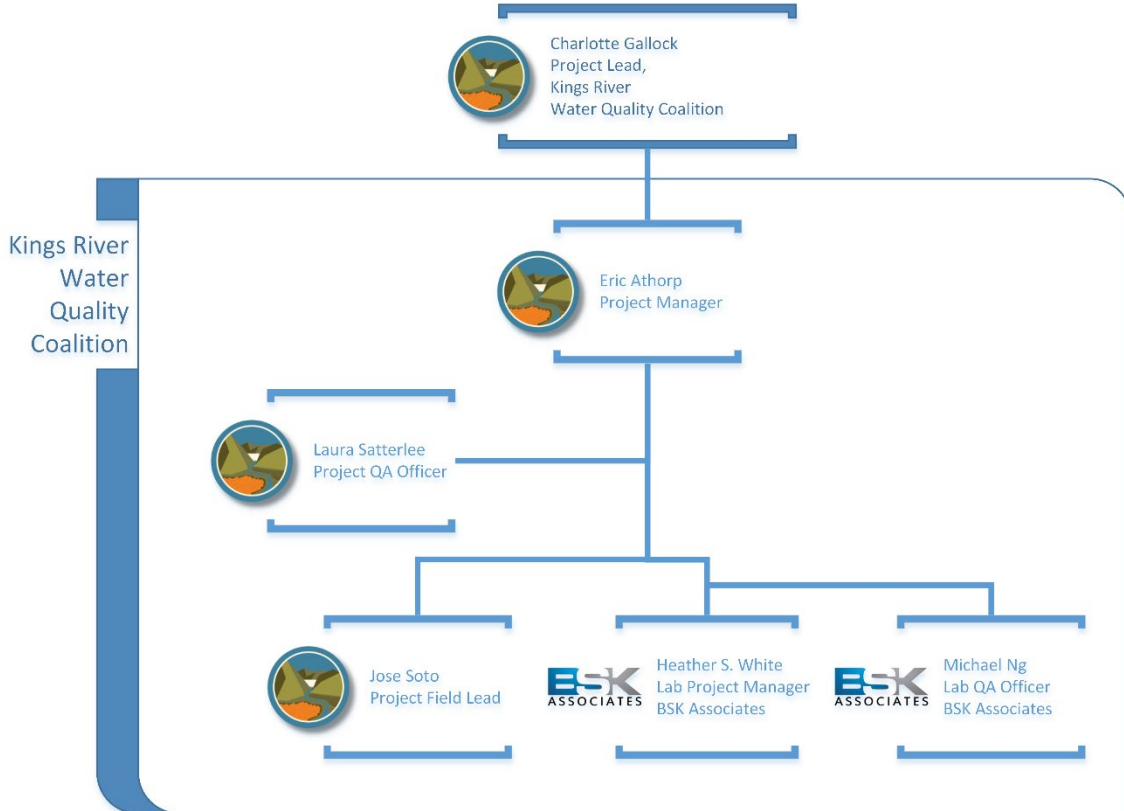 Charlotte Gallock
Project Lead,
Kings River
Water Quality Coalition
Kings River
Water
Quality
Coalition
Eric Athorp
Project Manager
Laura Satterlee
Project QA Officer
Jose Soto
Project Field Lead
BSK
ASSOCIATES
Heather S. White
Lab Project Manager
BSK Associates
BSK
ASSOCIATES
Michael Ng
Lab QA Officer
BSK Associates